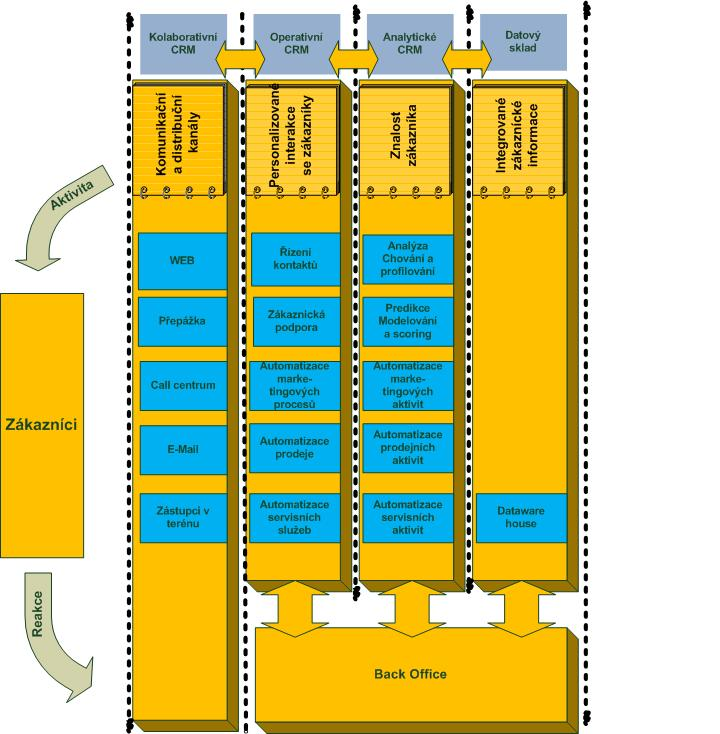 Kolaborativní
CRM
Operativní
CRM
Analytické
CRM
Datový
sklad
Komunikační
a distribuční
kanály
Personalizované
interakce
se zákazníky
Znalost
zákazníka
Integrované
zákaznické
informace
Aktivita
Zákazníci
Reakce
WEB
Přepážka
Call centrum
E-Mail
Zástupci v
terénu
Řízení
kontaktů
Zákaznická
podpora
Automatizace
marke-
tingových
procesů
Automatizace
prodeje
Automatizace
servisních
služeb
Analýza
Chování a
profilování
Predikce
Modelování
a scoring
Automatizace
marke-
tingových
aktivit
Automatizace
prodejních
aktivit
Automatizace
servisních
aktivit
Dataware
house
Back Office